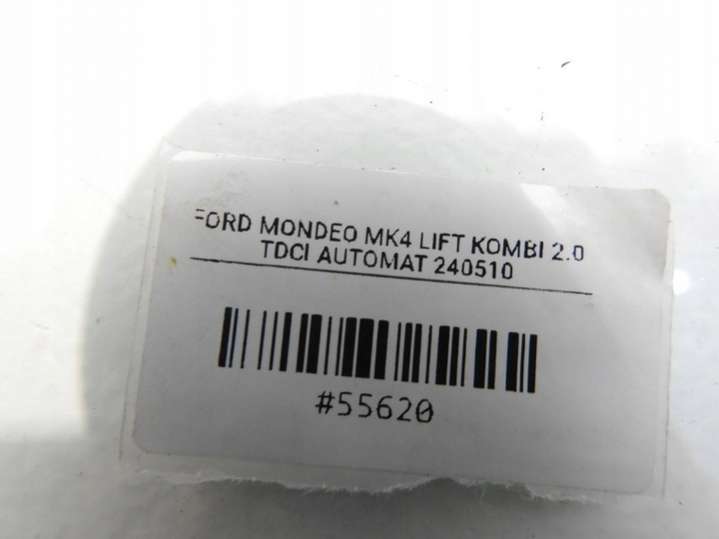 FORD MONDEO MK4 LIFT KOMBI 2.0
TDCI AUTOMAT 240510
#55620